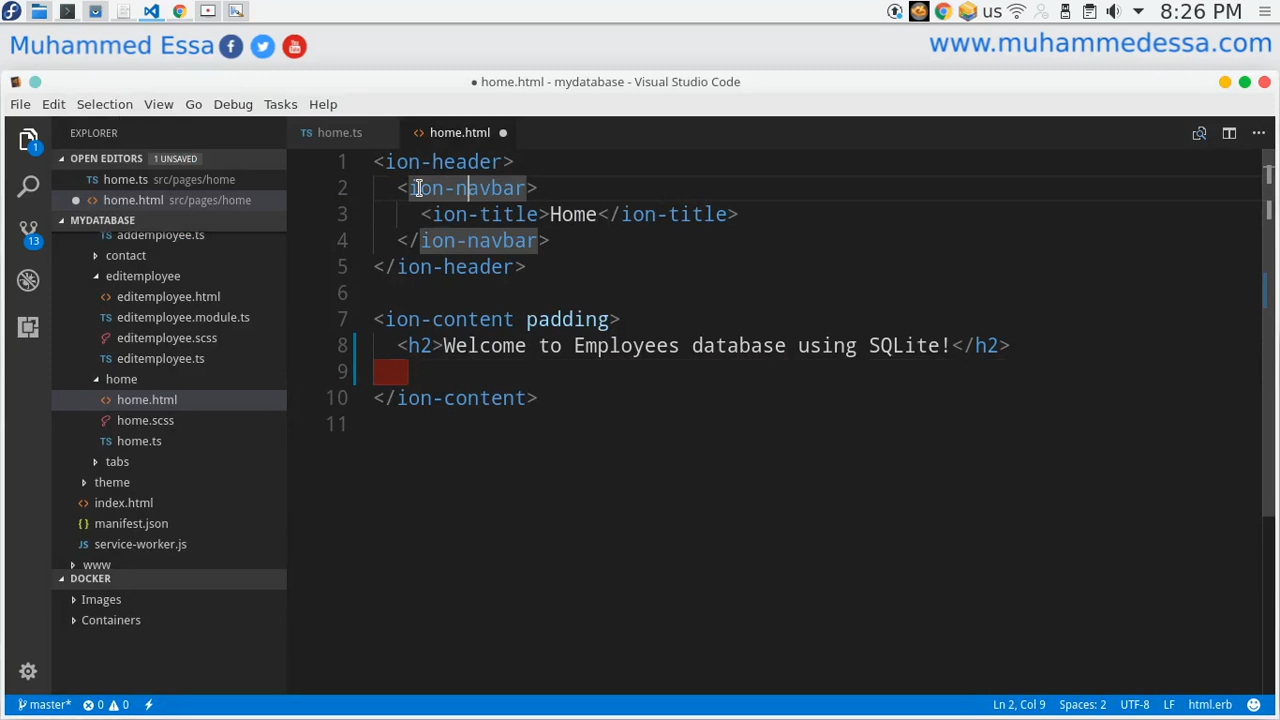 us 8:26 PM
Muhammed Essa www.muhammedessa.com
● home.html - mydatabase - Visual Studio Code
File Edit Selection View Go Debug Tasks Help
EXPLORER
TS home.ts <> home.html ●
OPEN EDITORS 1 UNSAVED
TS home.ts src/pages/home
● <> home.html src/pages/home
MYDATABASE
addemployee.ts
contact
editemployee
<> editemployee.html
editemployee.module.ts
editemployee.scss
TS editemployee.ts
home
<> home.html
home.scss
TS home.ts
tabs
theme
<> index.html
{} manifest.json
JS service-worker.js
www
DOCKER
Images
Containers
1
13
1 <ion-header>
2 <ion-navbar>
3 <ion-title>Home</ion-title>
4 </ion-navbar>
5 </ion-header>
6
7 <ion-content padding>
8 <h2>Welcome to Employees database using SQLite!</h2>
9
10 </ion-content>
11
master* 0 0 Ln 2, Col 9 Spaces: 2 UTF-8 LF html.erb